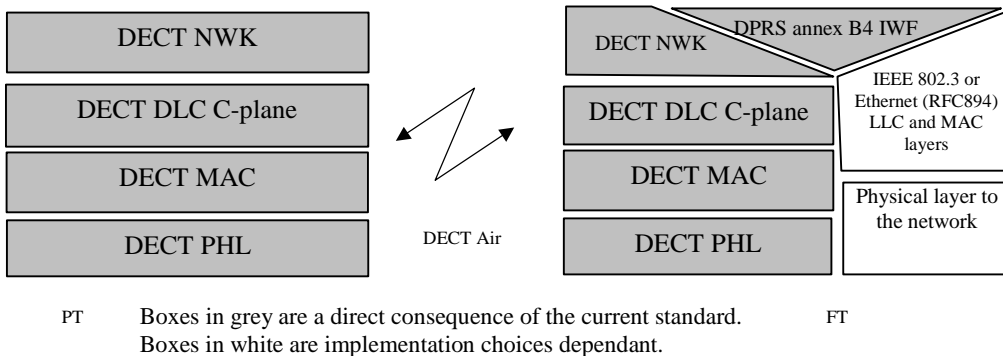 DECT NWK
DECT DLC C-plane
DECT MAC
DECT PHL
DECT Air
DECT NWK
DPRS annex B4 IWF
DECT DLC C-plane
DECT MAC
DECT PHL
IEEE 802.3 or
Ethernet (RFC894)
LLC and MAC
layers
Physical layer to
the network
PT
Boxes in grey are a direct consequence of the current standard.
Boxes in white are implementation choices dependant.
FT